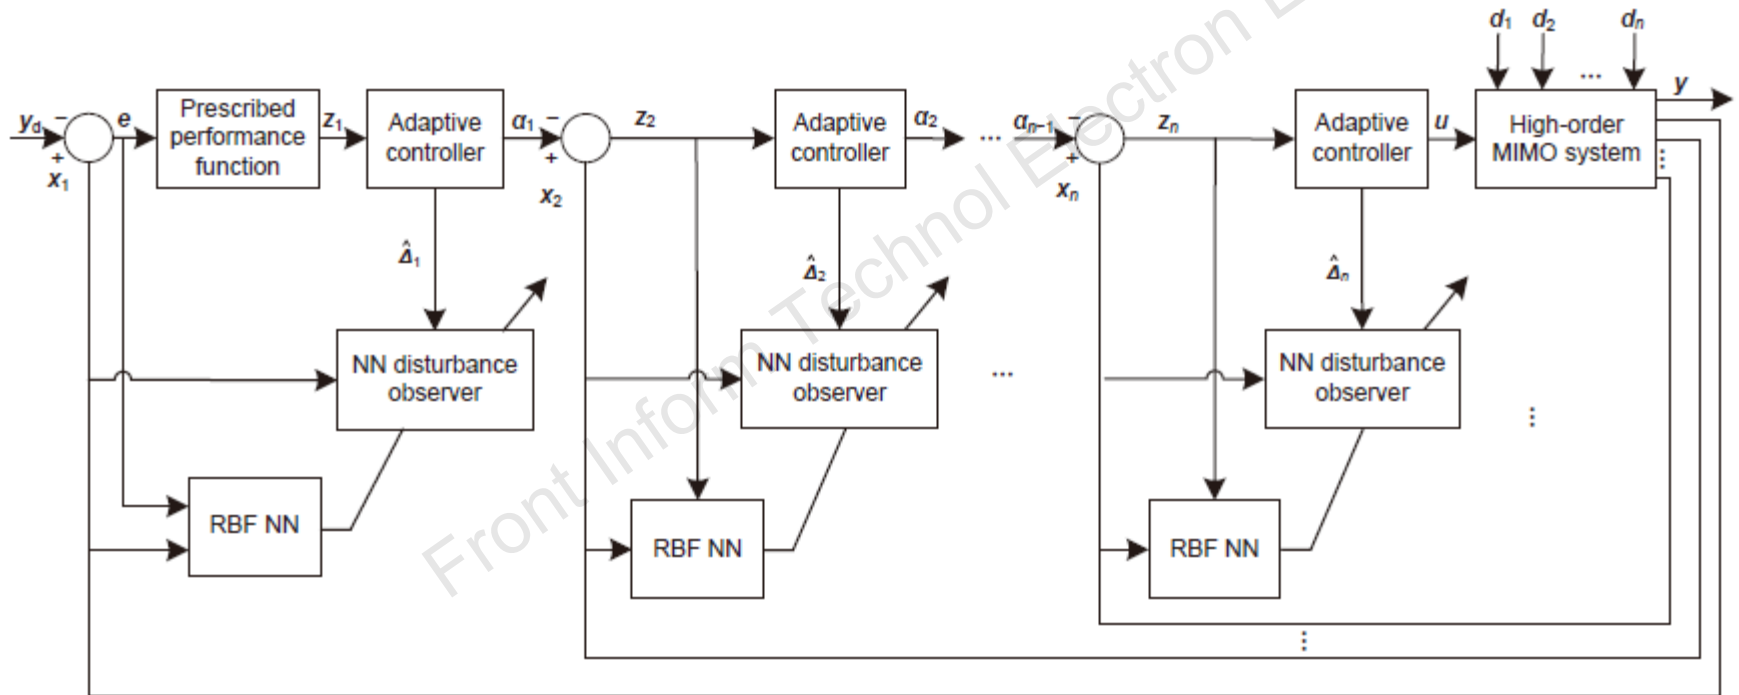 d1 d2 ... dn
yd − e
Prescribed
performance
function
z1
Adaptive
controller
α1 −
z2
Adaptive
controller
α2 ... αn−1 −
zn
Adaptive
controller
u
High-order
MIMO system
y
+
x1
+
x2
+
xn
Δ̂1
Δ̂2
Δ̂n
NN disturbance
observer
NN disturbance
observer
...
NN disturbance
observer
RBF NN
RBF NN
RBF NN
Front Inform Technol Electron E